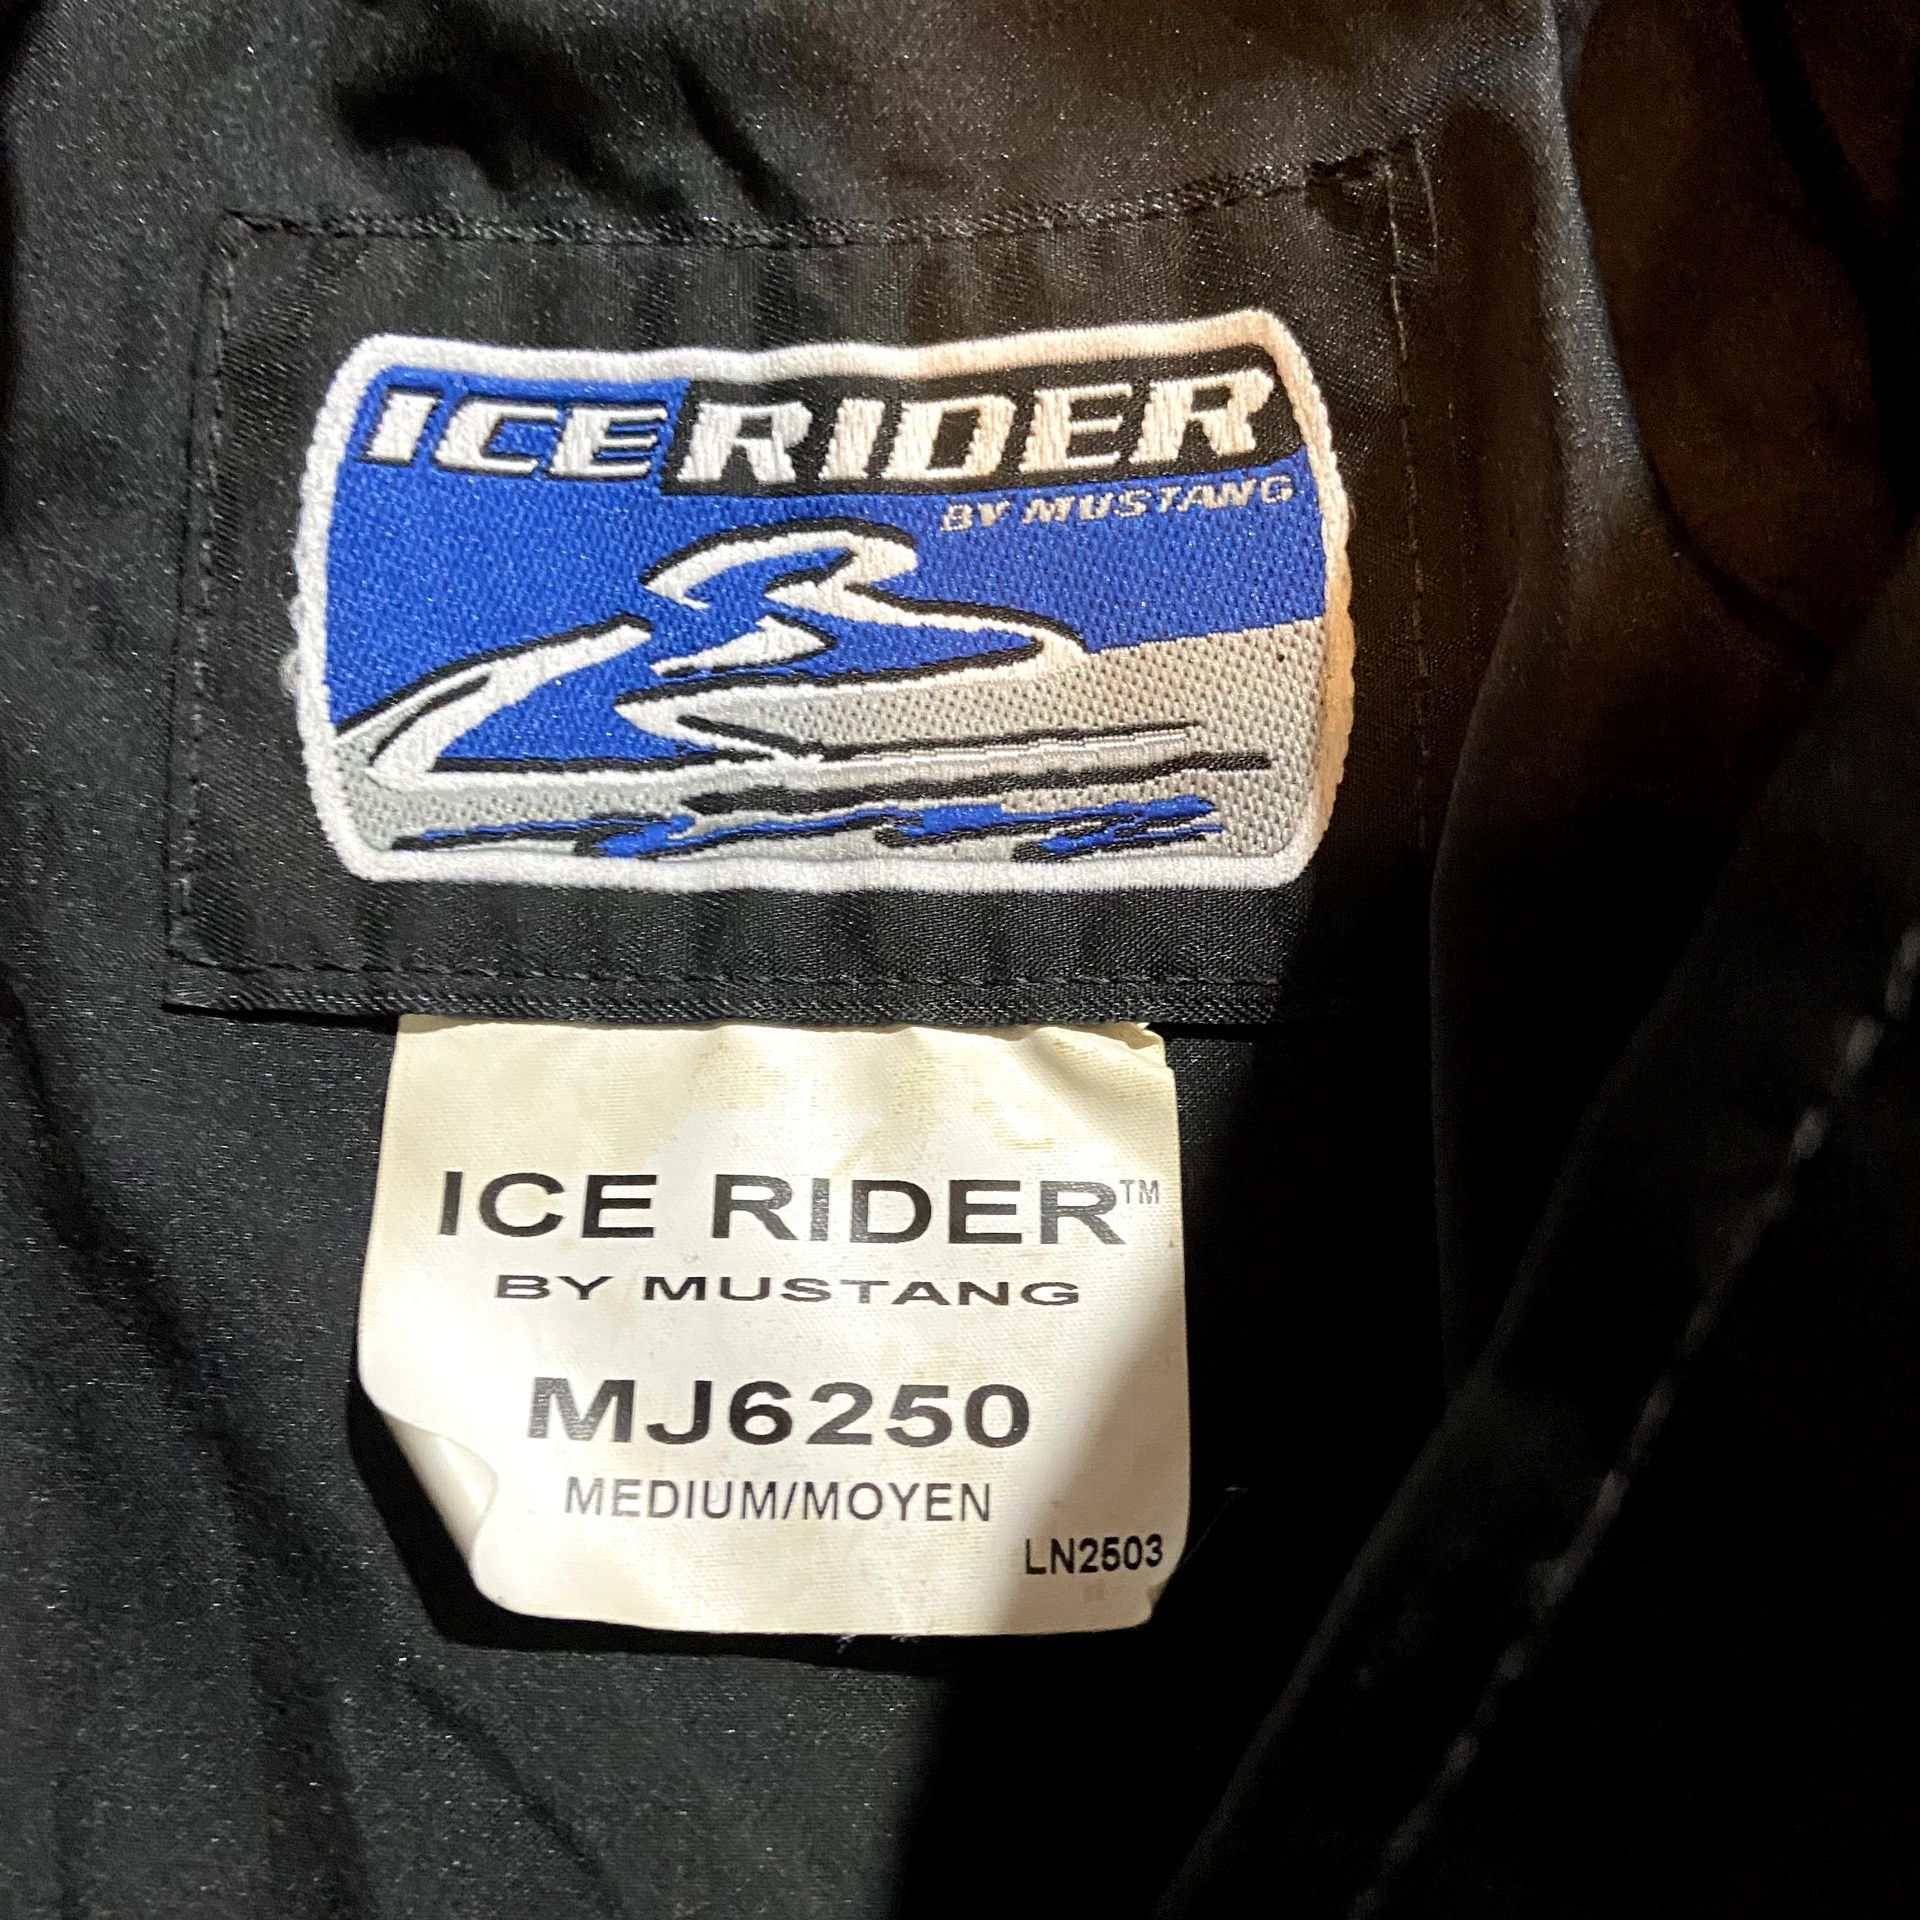 ICERIDER
BY MUSTANG
ICE RIDER™
BY MUSTANG
MJ6250
MEDIUM/MOYEN
LN2503